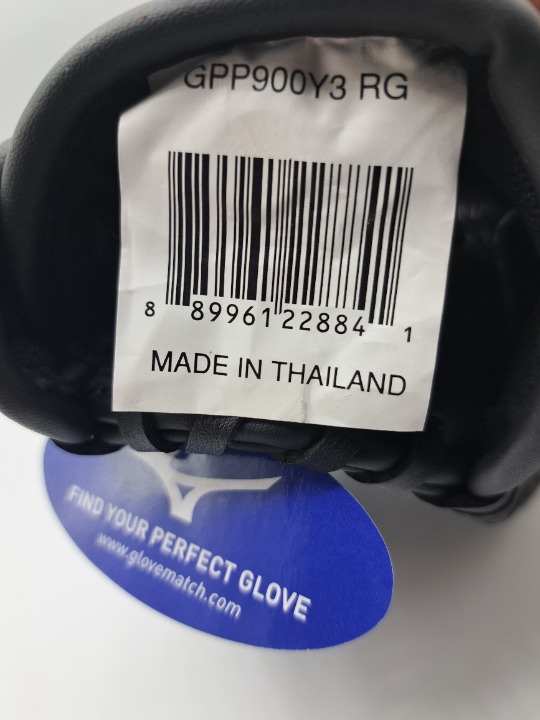 GPP900Y3 RG
8 89961 22884 1
MADE IN THAILAND
FIND YOUR PERFECT GLOVE
www.glovematch.com